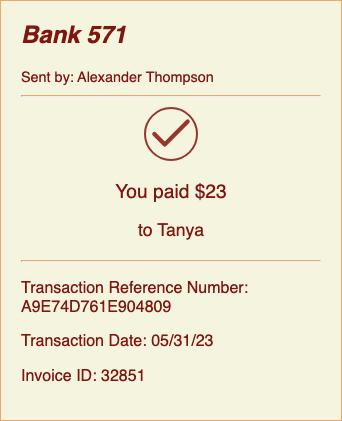 Bank 571
Sent by: Alexander Thompson
You paid $23
to Tanya
Transaction Reference Number:
A9E74D761E904809
Transaction Date: 05/31/23
Invoice ID: 32851